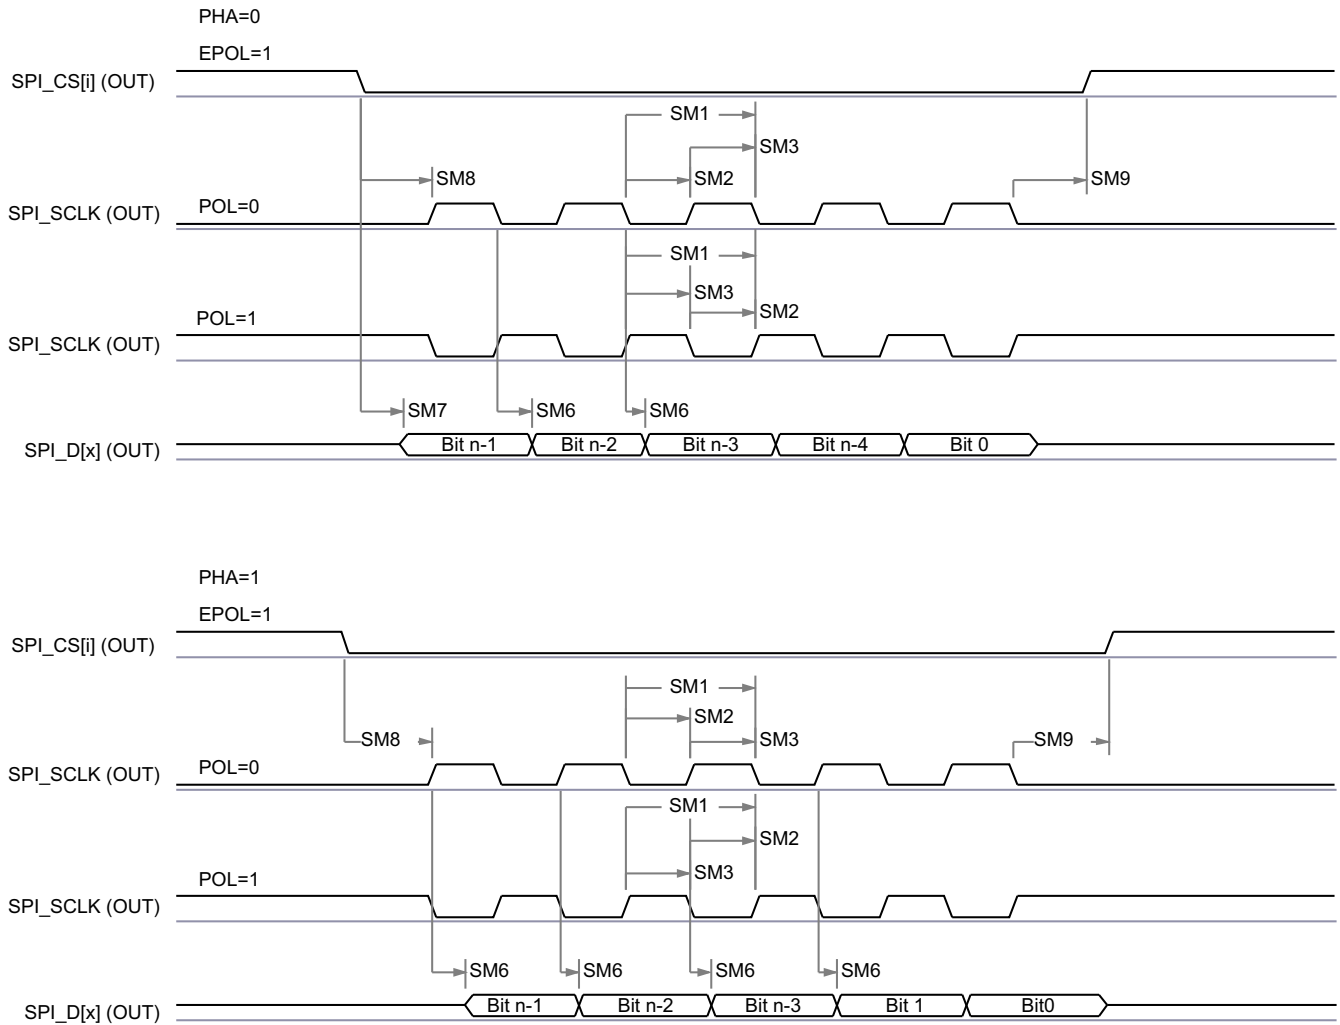 PHA=0
EPOL=1
SPI_CS[i] (OUT)
SM1
SM3
SM8
SM2
SM9
SPI_SCLK (OUT)
POL=0
SM1
SM3
SM2
POL=1
SPI_SCLK (OUT)
SM7
SM6
SM6
SPI_D[x] (OUT)
Bit n-1
Bit n-2
Bit n-3
Bit n-4
Bit 0
PHA=1
EPOL=1
SPI_CS[i] (OUT)
SM1
SM2
SM8
SM3
SM9
SPI_SCLK (OUT)
POL=0
SM1
SM2
SM3
POL=1
SPI_SCLK (OUT)
SM6
SM6
SM6
SM6
SPI_D[x] (OUT)
Bit n-1
Bit n-2
Bit n-3
Bit 1
Bit0